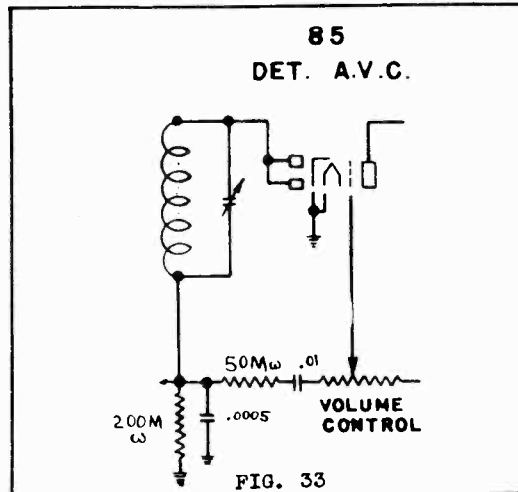 85
DET. A.V.C.
50Mω .01
200M
ω
.0005
VOLUME
CONTROL
FIG. 33